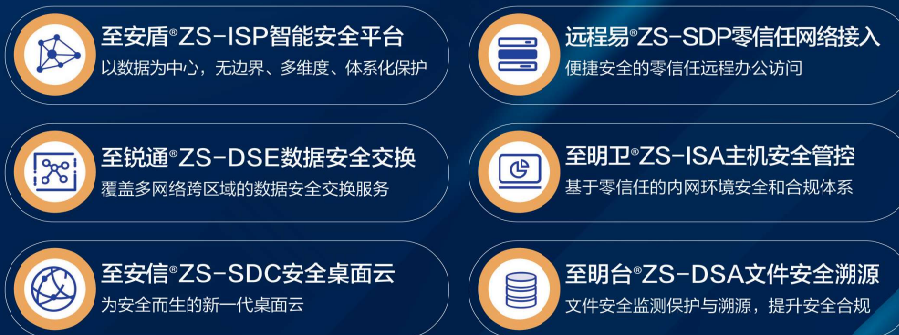 至安盾®ZS-ISP智能安全平台
以数据为中心，无边界、多维度、体系化保护
远程易®ZS-SDP零信任网络接入
便捷安全的零信任远程办公访问
至锐通®ZS-DSE数据安全交换
覆盖多网络跨区域的数据安全交换服务
至明卫®ZS-ISA主机安全管控
基于零信任的内网环境安全和合规体系
至安信®ZS-SDC安全桌面云
为安全而生的新一代桌面云
至明台®ZS-DSA文件安全溯源
文件安全监测保护与溯源，提升安全合规